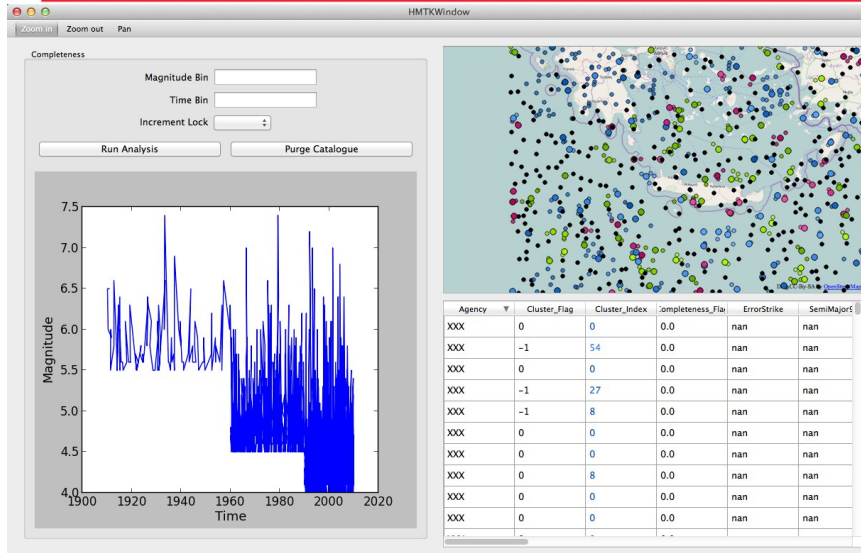 HMTKWindow
Zoom in Zoom out Pan
Completeness
Magnitude Bin
Time Bin
Increment Lock
Run Analysis Purge Catalogue
7.5
7.0
6.5
6.0
5.5
5.0
4.5
4.0
Magnitude
1900 1920 1940 1960 1980 2000 2020
Time
Agency Cluster_Flag Cluster_Index ompleteness_Fla ErrorStrike SemiMajor9
XXX 0 0 0.0 nan nan
XXX -1 54 0.0 nan nan
XXX 0 0 0.0 nan nan
XXX -1 27 0.0 nan nan
XXX -1 8 0.0 nan nan
XXX 0 0 0.0 nan nan
XXX 0 0 0.0 nan nan
XXX 0 8 0.0 nan nan
XXX 0 0 0.0 nan nan
XXX 0 0 0.0 nan nan